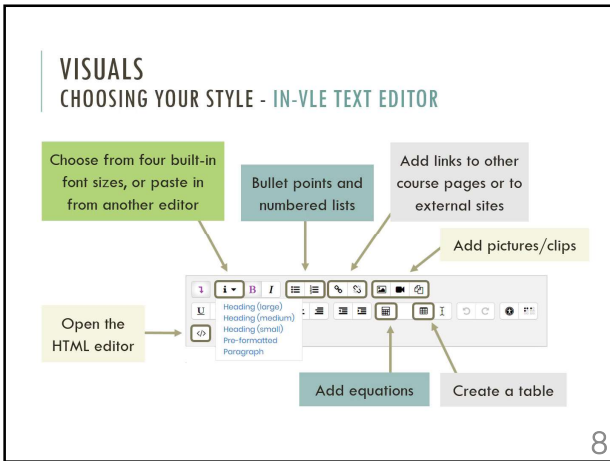 VISUALS
CHOOSING YOUR STYLE - IN-VLE TEXT EDITOR
Choose from four built-in
font sizes, or paste in
from another editor
Bullet points and
numbered lists
Add links to other
course pages or to
external sites
Add pictures/clips
i B I
U
Heading (large)
Heading (medium)
Heading (small)
Pre-formatted
Paragraph
</>
Open the
HTML editor
Add equations
Create a table
8